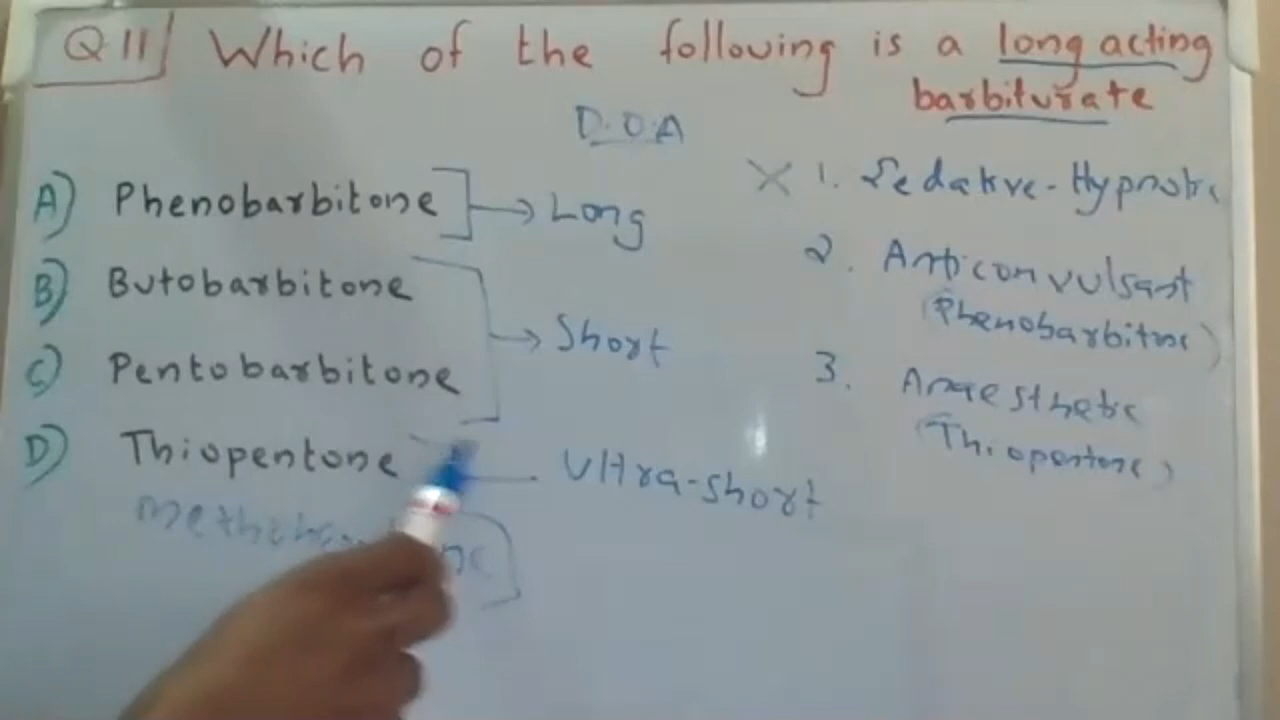 Q 11 Which of the following is a long acting
barbiturate
D.O.A
A) Phenobarbitone → Long
B) Butobarbitone
C) Pentobarbitone
→ Short
D) Thiopentone Ultra-short
X 1. Sedative-Hypnotic
2. Anticonvulsant
(Phenobarbitone)
3. Anaesthetic
(Thiopentone)